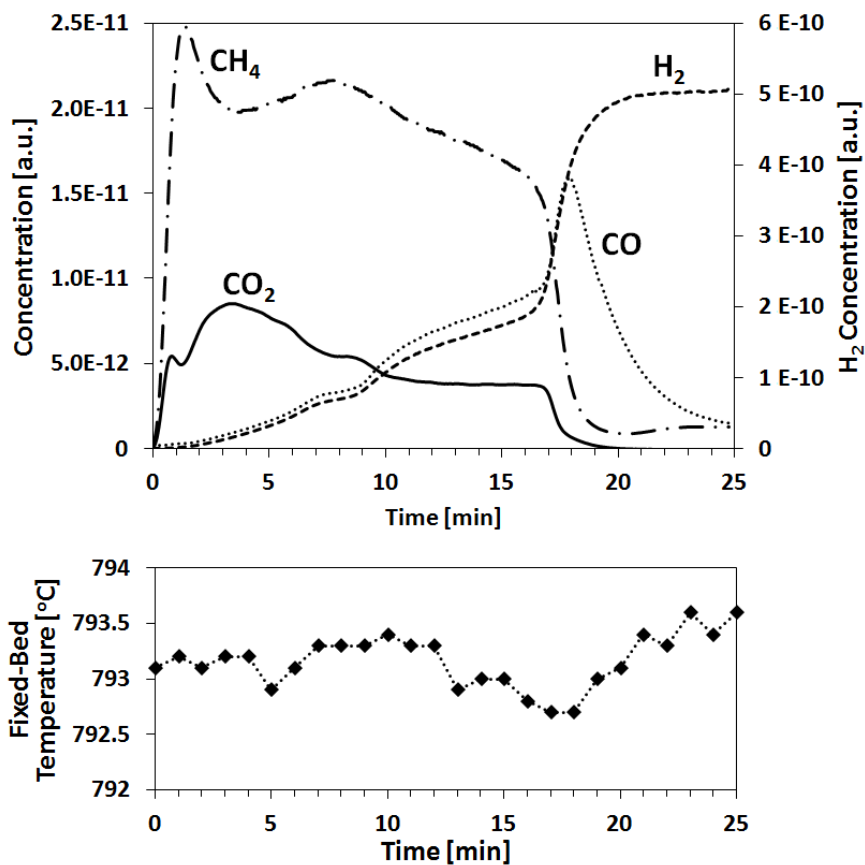 2.5E-11
2.0E-11
1.5E-11
1.0E-11
5.0E-12
0
Concentration [a.u.]
CH₄
CO₂
H₂
CO
6 E-10
5 E-10
4 E-10
3 E-10
2 E-10
1 E-10
0
H₂ Concentration [a.u.]
0 5 10 15 20 25
Time [min]
794
793.5
793
792.5
792
Fixed-Bed
Temperature [°C]
0 5 10 15 20 25
Time [min]